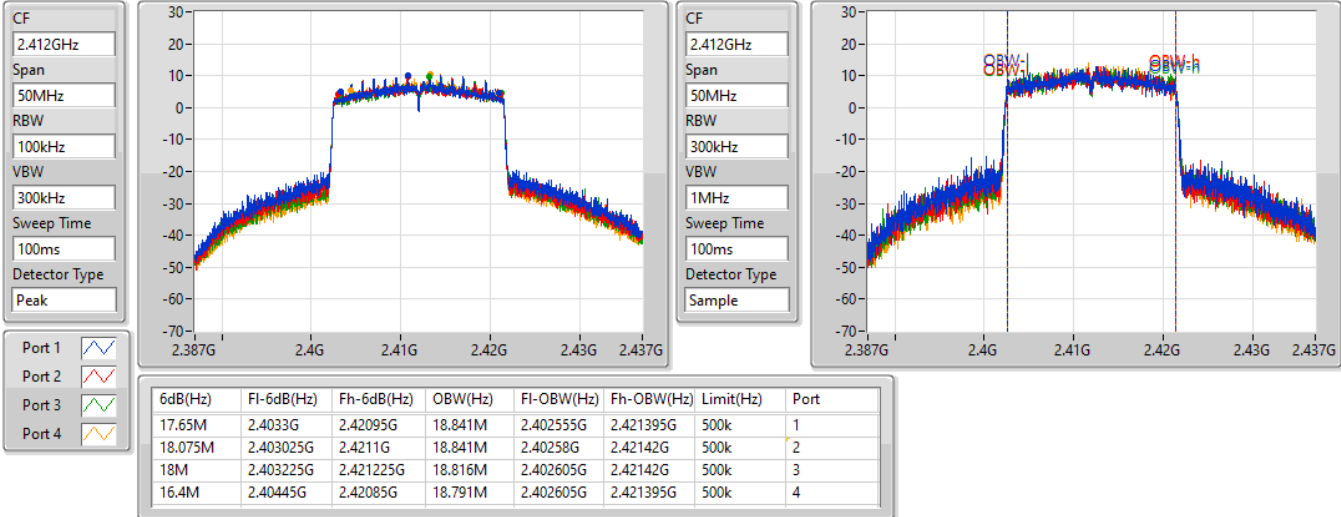 CF
2.412GHz
Span
50MHz
RBW
100kHz
VBW
300kHz
Sweep Time
100ms
Detector Type
Peak
Port 1
Port 2
Port 3
Port 4
30
20
10
0
-10
-20
-30
-40
-50
-60
-70
2.387G 2.4G 2.41G 2.42G 2.43G 2.437G
CF
2.412GHz
Span
50MHz
RBW
300kHz
VBW
1MHz
Sweep Time
100ms
Detector Type
Sample
30
20
10
0
-10
-20
-30
-40
-50
-60
-70
OBW-l OBW-h
2.387G 2.4G 2.41G 2.42G 2.43G 2.437G
6dB(Hz) Fl-6dB(Hz) Fh-6dB(Hz) OBW(Hz) Fl-OBW(Hz) Fh-OBW(Hz) Limit(Hz) Port
17.65M 2.4033G 2.42095G 18.841M 2.402555G 2.421395G 500k 1
18.075M 2.403025G 2.4211G 18.841M 2.40258G 2.42142G 500k 2
18M 2.403225G 2.421225G 18.816M 2.402605G 2.42142G 500k 3
16.4M 2.40445G 2.42085G 18.791M 2.402605G 2.421395G 500k 4